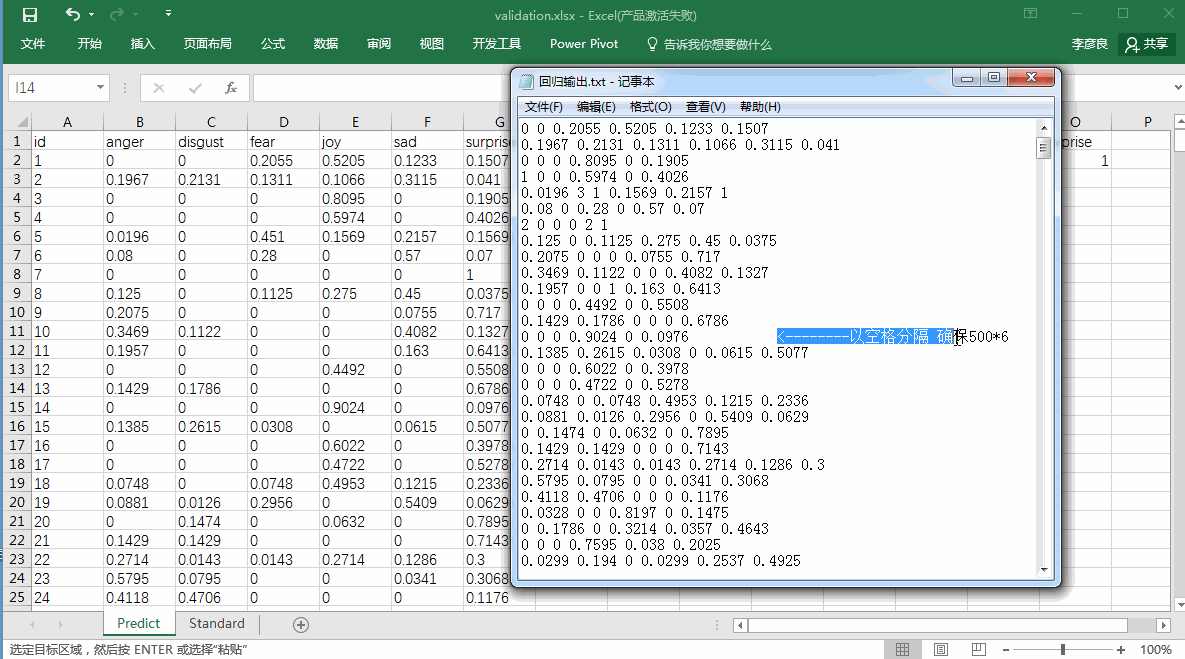 validation.xlsx - Excel(产品激活失败)
文件 开始 插入 页面布局 公式 数据 审阅 视图 开发工具 Power Pivot 告诉我你想要做什么 李彦良 共享
I14 fx
A B C D E F G O P
1 id anger disgust fear joy sad surprise prise
2 1 0 0 0.2055 0.5205 0.1233 0.1507 1
3 2 0.1967 0.2131 0.1311 0.1066 0.3115 0.041
4 3 0 0 0 0.8095 0 0.1905
5 4 0 0 0 0.5974 0 0.4026
6 5 0.0196 0 0.451 0.1569 0.2157 0.1569
7 6 0.08 0 0.28 0 0.57 0.07
8 7 0 0 0 0 0 1
9 8 0.125 0 0.1125 0.275 0.45 0.0375
10 9 0.2075 0 0 0 0.0755 0.717
11 10 0.3469 0.1122 0 0 0.4082 0.1327
12 11 0.1957 0 0 0 0.163 0.6413
13 12 0 0 0 0.4492 0 0.5508
14 13 0.1429 0.1786 0 0 0 0.6786
15 14 0 0 0 0.9024 0 0.0976
16 15 0.1385 0.2615 0.0308 0 0.0615 0.5077
17 16 0 0 0 0.6022 0 0.3978
18 17 0 0 0 0.4722 0 0.5278
19 18 0.0748 0 0.0748 0.4953 0.1215 0.2336
20 19 0.0881 0.0126 0.2956 0 0.5409 0.0629
21 20 0 0.1474 0 0.0632 0 0.7895
22 21 0.1429 0.1429 0 0 0 0.7143
23 22 0.2714 0.0143 0.0143 0.2714 0.1286 0.3
24 23 0.5795 0.0795 0 0 0.0341 0.3068
25 24 0.4118 0.4706 0 0 0 0.1176
回归输出.txt - 记事本
文件(F) 编辑(E) 格式(O) 查看(V) 帮助(H)
0 0 0.2055 0.5205 0.1233 0.1507
0.1967 0.2131 0.1311 0.1066 0.3115 0.041
0 0 0 0.8095 0 0.1905
1 0 0 0.5974 0 0.4026
0.0196 3 1 0.1569 0.2157 1
0.08 0 0.28 0 0.57 0.07
2 0 0 0 2 1
0.125 0 0.1125 0.275 0.45 0.0375
0.2075 0 0 0 0.0755 0.717
0.3469 0.1122 0 0 0.4082 0.1327
0.1957 0 0 1 0.163 0.6413
0 0 0 0.4492 0 0.5508
0.1429 0.1786 0 0 0 0.6786
0 0 0 0.9024 0 0.0976 <--------以空格分隔 确保500*6
0.1385 0.2615 0.0308 0 0.0615 0.5077
0 0 0 0.6022 0 0.3978
0 0 0 0.4722 0 0.5278
0.0748 0 0.0748 0.4953 0.1215 0.2336
0.0881 0.0126 0.2956 0 0.5409 0.0629
0 0.1474 0 0.0632 0 0.7895
0.1429 0.1429 0 0 0 0.7143
0.2714 0.0143 0.0143 0.2714 0.1286 0.3
0.5795 0.0795 0 0 0.0341 0.3068
0.4118 0.4706 0 0 0 0.1176
0.0328 0 0 0.8197 0 0.1475
0 0.1786 0 0.3214 0.0357 0.4643
0 0 0 0.7595 0.038 0.2025
0.0299 0.194 0 0.0299 0.2537 0.4925
Predict Standard
选定目标区域，然后按 ENTER 或选择"粘贴" 100%